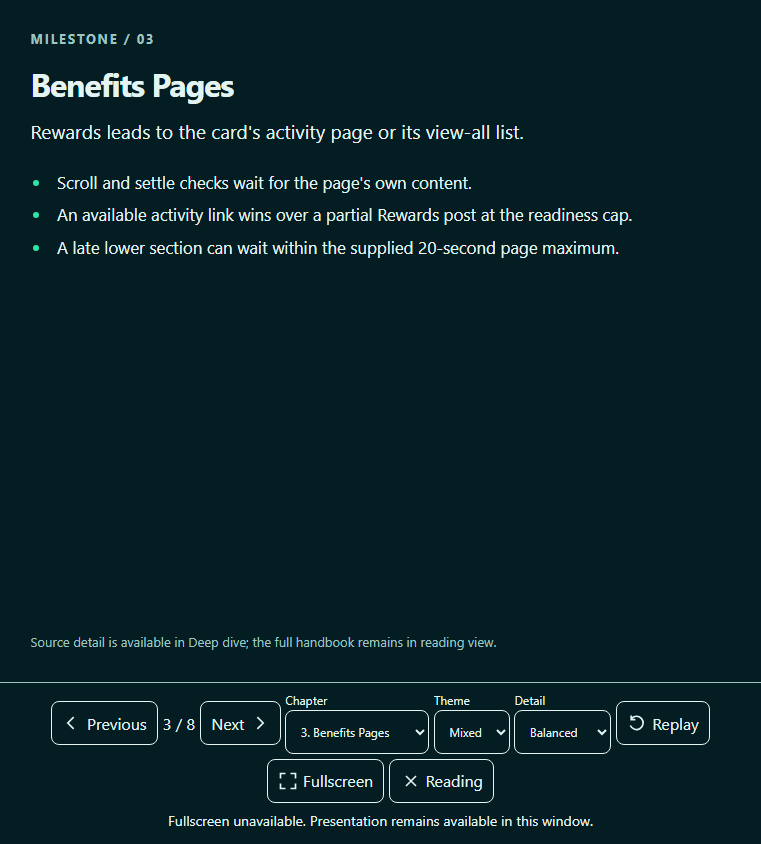 MILESTONE / 03
Benefits Pages
Rewards leads to the card's activity page or its view-all list.
Scroll and settle checks wait for the page's own content.
An available activity link wins over a partial Rewards post at the readiness cap.
A late lower section can wait within the supplied 20-second page maximum.
Source detail is available in Deep dive; the full handbook remains in reading view.
Chapter Theme Detail
Previous 3 / 8 Next 3. Benefits Pages Mixed Balanced Replay
Fullscreen Reading
Fullscreen unavailable. Presentation remains available in this window.